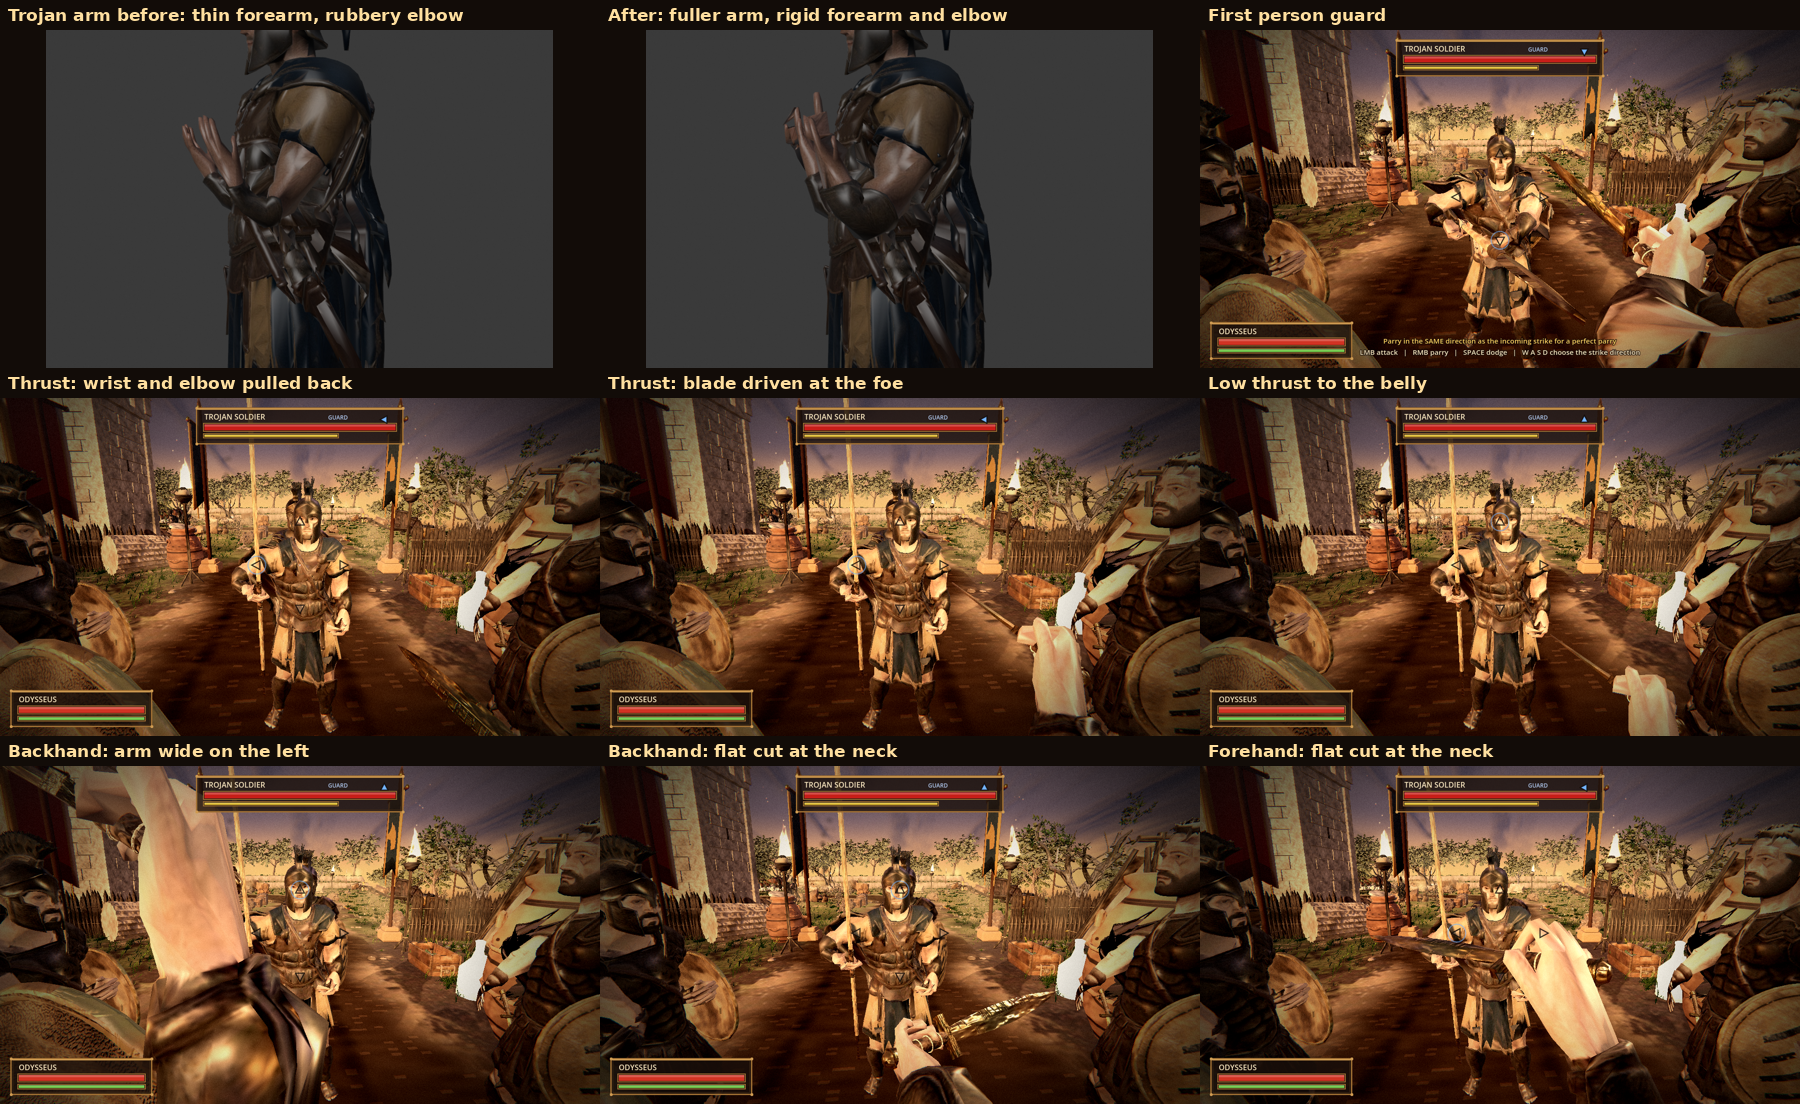 Trojan arm before: thin forearm, rubbery elbow
After: fuller arm, rigid forearm and elbow
First person guard
TROJAN SOLDIER GUARD
ODYSSEUS
Parry in the SAME direction as the incoming strike for a perfect parry
LMB attack | RMB parry | SPACE dodge | W A S D choose the strike direction
Thrust: wrist and elbow pulled back
Thrust: blade driven at the foe
Low thrust to the belly
TROJAN SOLDIER GUARD
TROJAN SOLDIER GUARD
TROJAN SOLDIER GUARD
ODYSSEUS
ODYSSEUS
ODYSSEUS
Backhand: arm wide on the left
Backhand: flat cut at the neck
Forehand: flat cut at the neck
TROJAN SOLDIER GUARD
TROJAN SOLDIER GUARD
TROJAN SOLDIER GUARD
ODYSSEUS
ODYSSEUS
ODYSSEUS